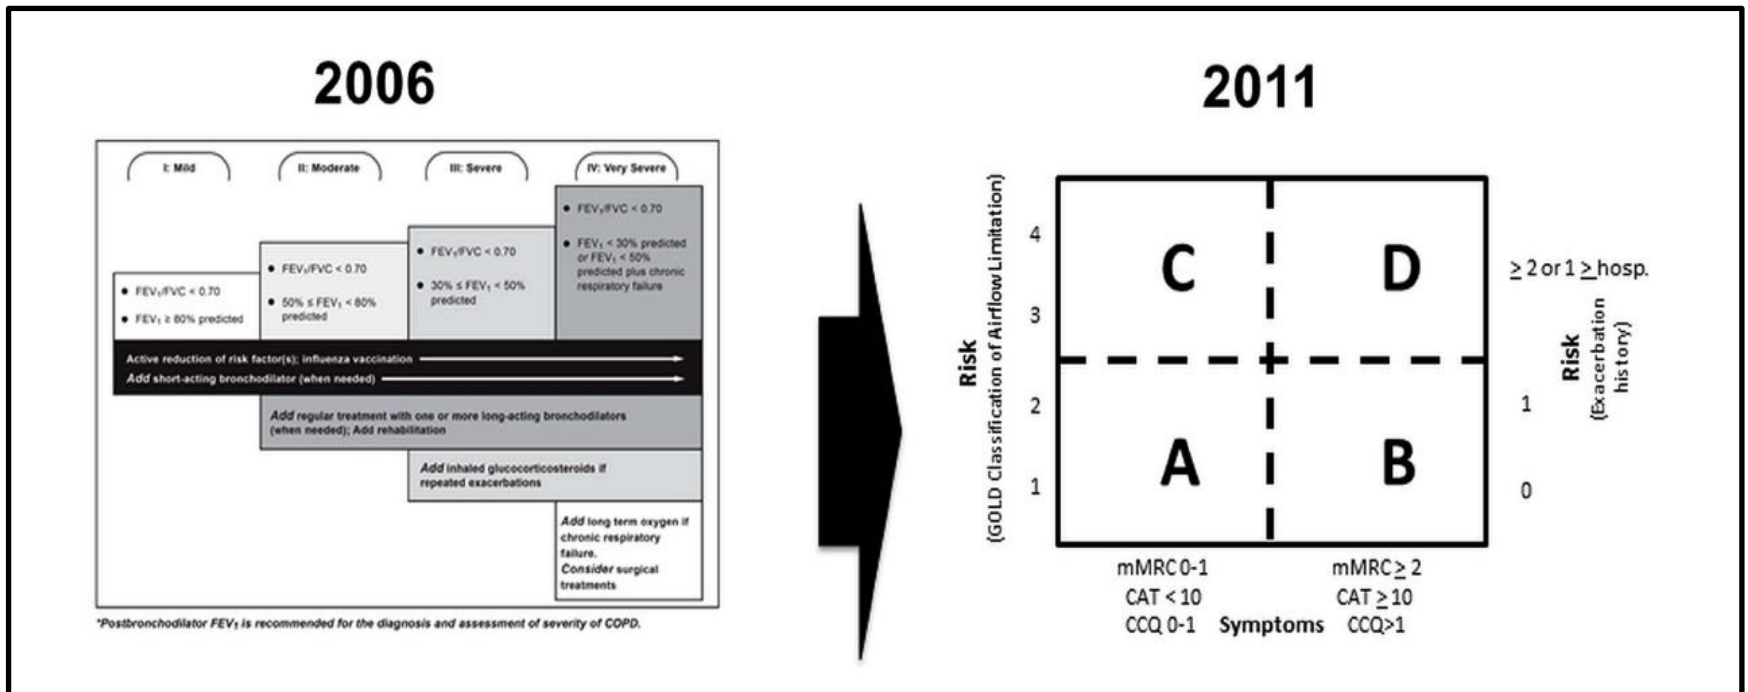 2006
I: Mild
II: Moderate
III: Severe
IV: Very Severe
• FEV₁/FVC < 0.70
• FEV₁ ≥ 80% predicted
• FEV₁/FVC < 0.70
• 50% ≤ FEV₁ < 80%
predicted
• FEV₁/FVC < 0.70
• 30% ≤ FEV₁ < 50%
predicted
• FEV₁/FVC < 0.70
• FEV₁ < 30% predicted
or FEV₁ < 50%
predicted plus chronic
respiratory failure
Active reduction of risk factor(s); influenza vaccination
Add short-acting bronchodilator (when needed)
Add regular treatment with one or more long-acting bronchodilators
(when needed); Add rehabilitation
Add inhaled glucocorticosteroids if
repeated exacerbations
Add long term oxygen if
chronic respiratory
failure.
Consider surgical
treatments
*Postbronchodilator FEV₁ is recommended for the diagnosis and assessment of severity of COPD.
2011
Risk
(GOLD Classification of Airflow Limitation)
4
3
2
1
C
D
A
B
≥ 2 or 1 ≥ hosp.
1
0
Risk
(Exacerbation
history)
mMRC 0-1
CAT < 10
CCQ 0-1
Symptoms
mMRC ≥ 2
CAT ≥ 10
CCQ>1